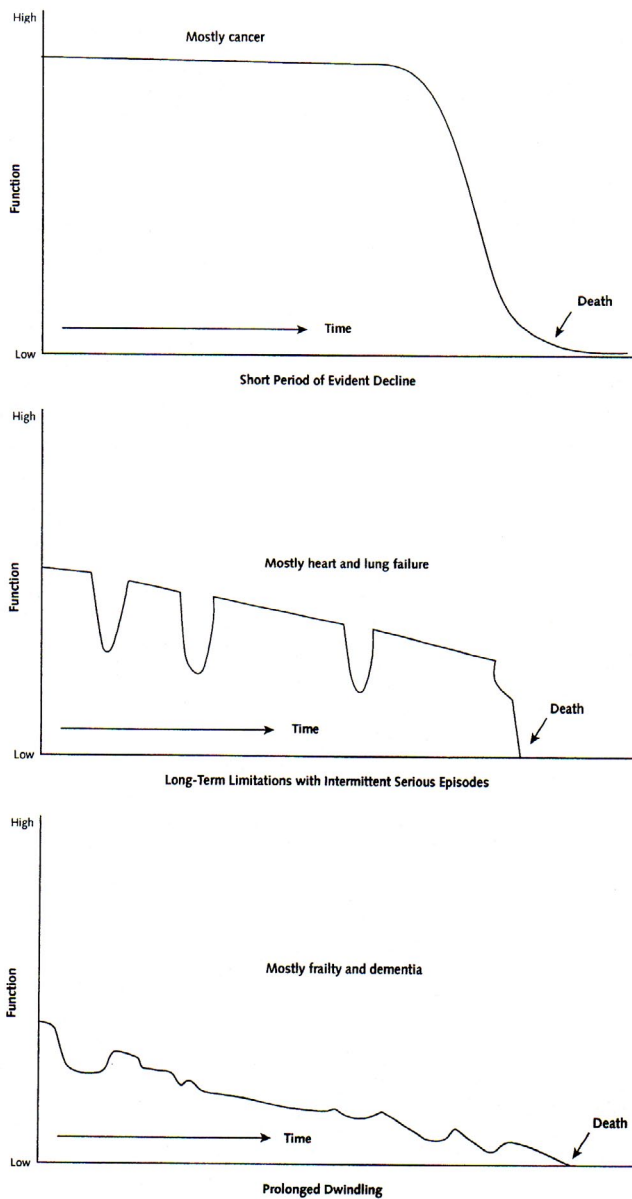 High
Mostly cancer
Function
Death
Time
Low
Short Period of Evident Decline
High
Mostly heart and lung failure
Function
Death
Time
Low
Long-Term Limitations with Intermittent Serious Episodes
High
Mostly frailty and dementia
Function
Death
Time
Low
Prolonged Dwindling